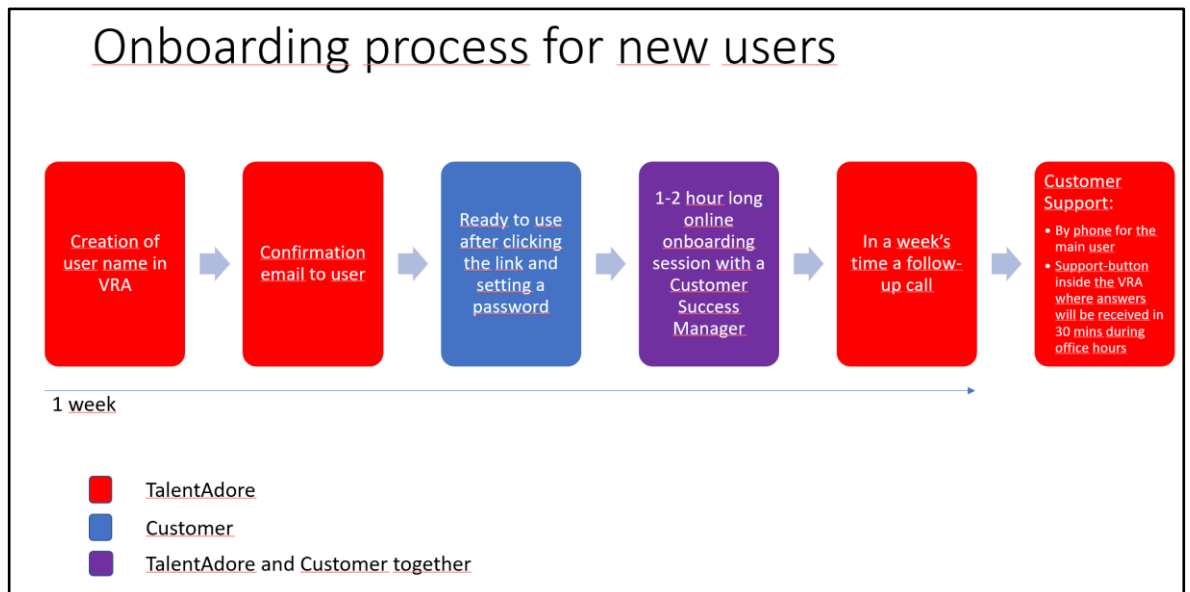 Onboarding process for new users
Creation of
user name in
VRA
Confirmation
email to user
Ready to use
after clicking
the link and
setting a
password
1-2 hour long
online
onboarding
session with a
Customer
Success
Manager
In a week's
time a follow-
up call
Customer
Support:
• By phone for the
main user
• Support-button
inside the VRA
where answers
will be received in
30 mins during
office hours
1 week
TalentAdore
Customer
TalentAdore and Customer together